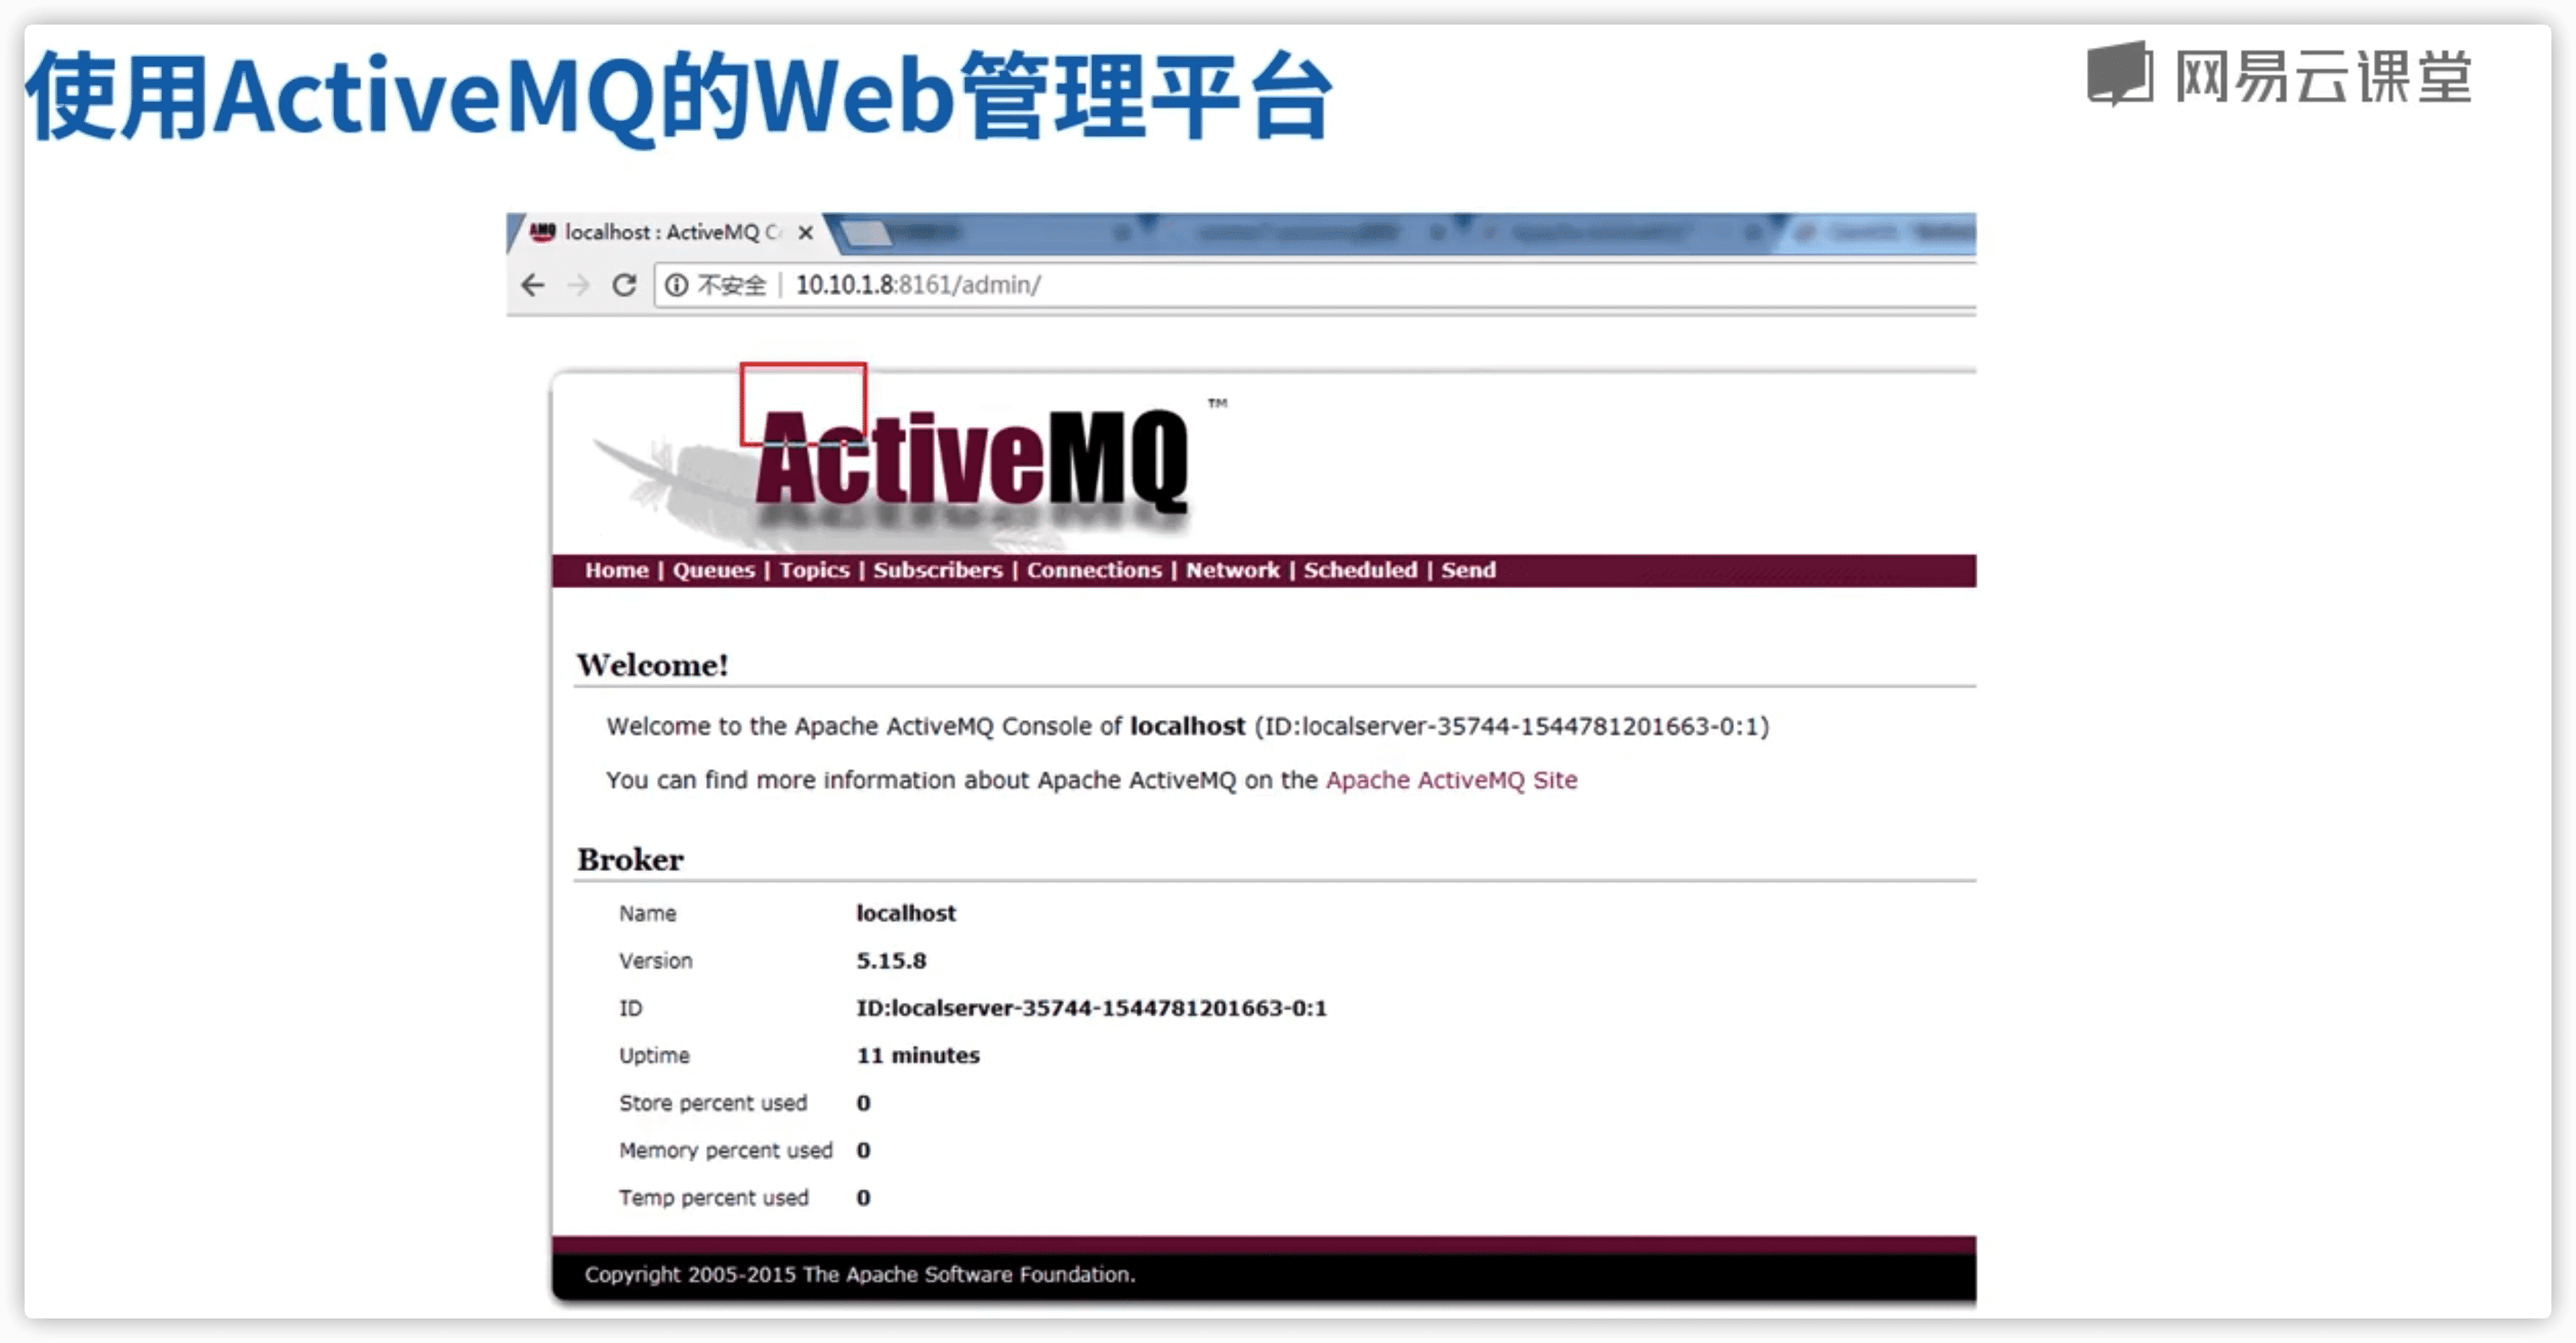 使用ActiveMQ的Web管理平台
网易云课堂
localhost : ActiveMQ C
不安全 | 10.10.1.8:8161/admin/
ActiveMQ ™
Home | Queues | Topics | Subscribers | Connections | Network | Scheduled | Send
Welcome!
Welcome to the Apache ActiveMQ Console of localhost (ID:localserver-35744-1544781201663-0:1)
You can find more information about Apache ActiveMQ on the Apache ActiveMQ Site
Broker
Name localhost
Version 5.15.8
ID ID:localserver-35744-1544781201663-0:1
Uptime 11 minutes
Store percent used 0
Memory percent used 0
Temp percent used 0
Copyright 2005-2015 The Apache Software Foundation.